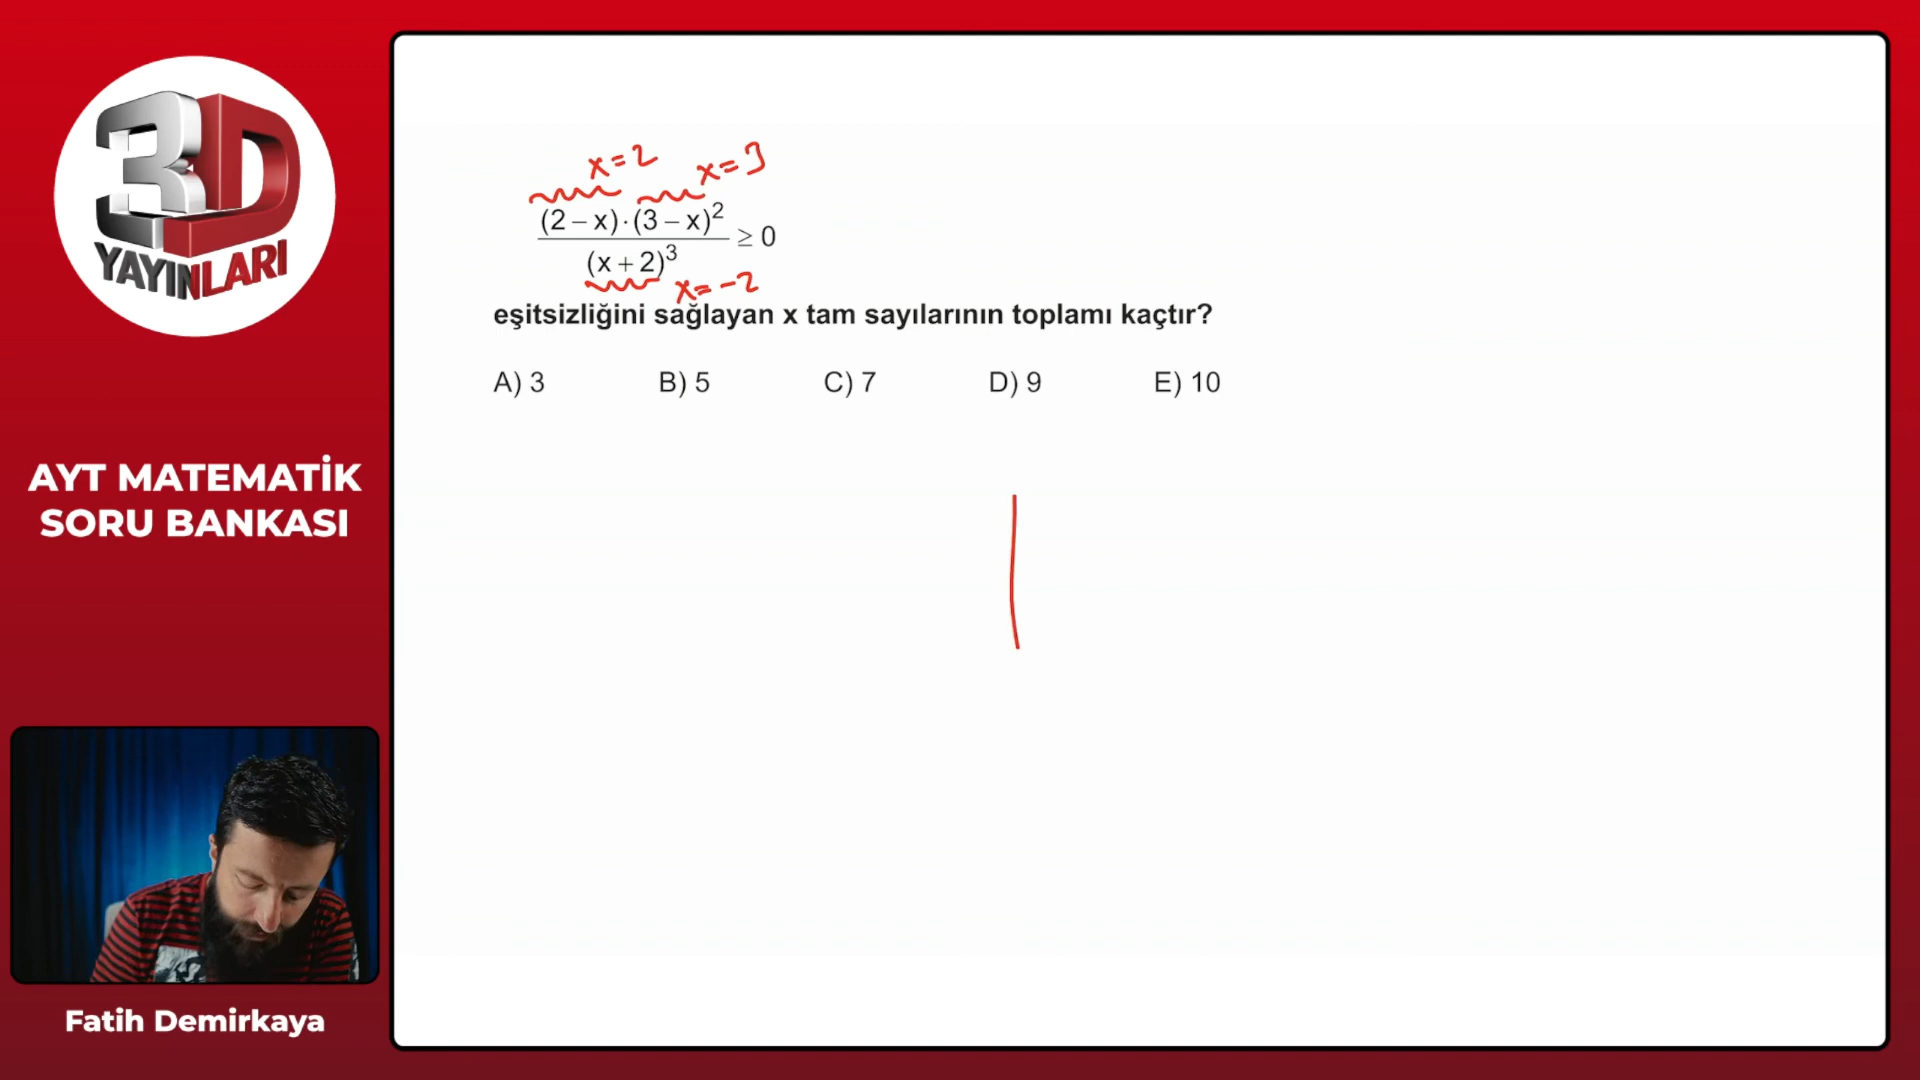 3D
YAYINLARI
AYT MATEMATİK
SORU BANKASI
Fatih Demirkaya
x=2 x=3
(2 – x)·(3 – x)² / (x + 2)³ ≥ 0
x=-2
eşitsizliğini sağlayan x tam sayılarının toplamı kaçtır?
A) 3 B) 5 C) 7 D) 9 E) 10